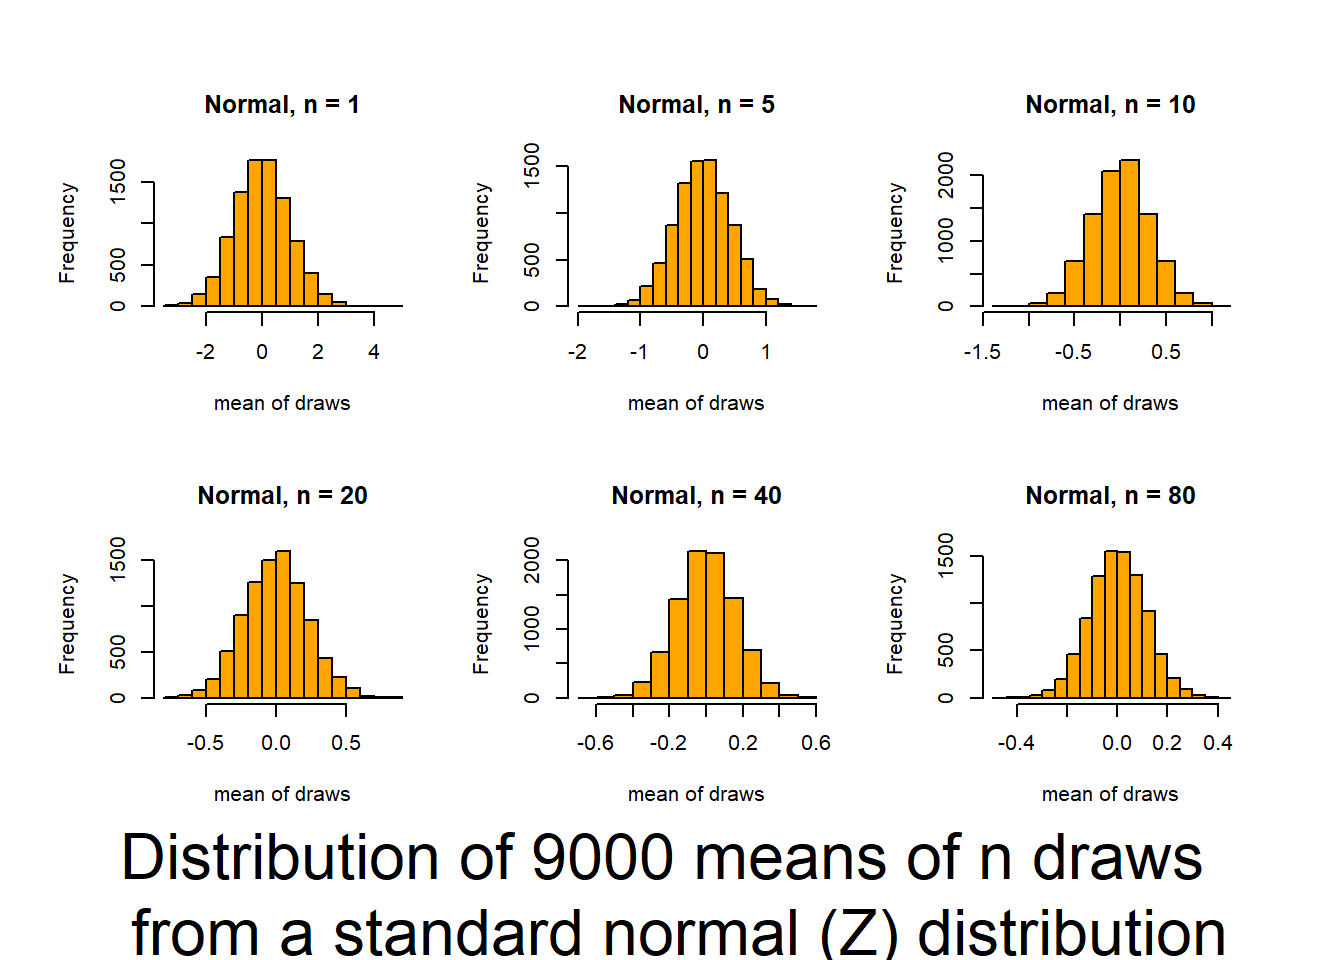 Normal, n = 1
Frequency
0 500 1500
-2 0 2 4
mean of draws
Normal, n = 5
Frequency
0 500 1500
-2 -1 0 1
mean of draws
Normal, n = 10
Frequency
0 1000 2000
-1.5 -0.5 0.5
mean of draws
Normal, n = 20
Frequency
0 500 1500
-0.5 0.0 0.5
mean of draws
Normal, n = 40
Frequency
0 1000 2000
-0.6 -0.2 0.2 0.6
mean of draws
Normal, n = 80
Frequency
0 500 1500
-0.4 0.0 0.2 0.4
mean of draws
Distribution of 9000 means of n draws
from a standard normal (Z) distribution